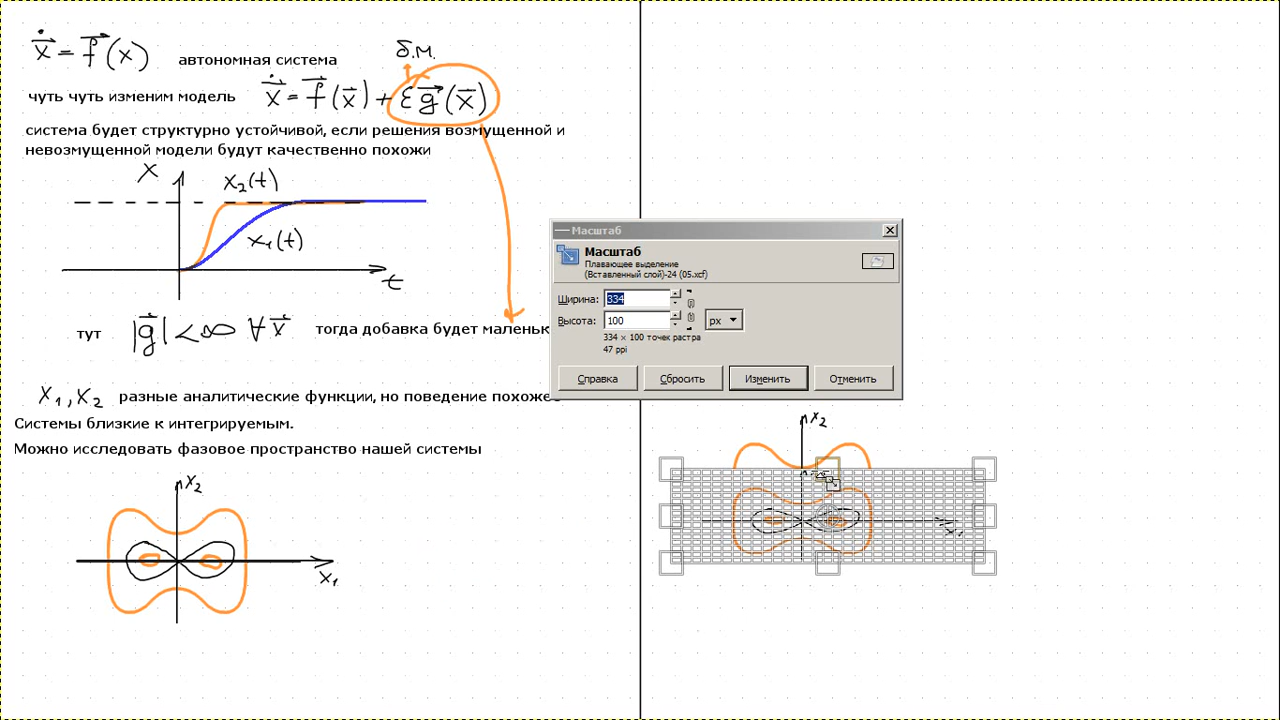 ẋ = f(x) автономная система
б.м.
чуть чуть изменим модель ẋ = f(x) + εg(x)
система будет структурно устойчивой, если решения возмущенной и
невозмущенной модели будут качественно похожи
x
x₂(t)
x₁(t)
t
тут |g| < ∞ ∀x тогда добавка будет маленьк
x₁, x₂ разные аналитические функции, но поведение похоже
Системы близкие к интегрируемым.
Можно исследовать фазовое пространство нашей системы
x₂
x₁
Масштаб
Масштаб
Плавающее выделение
(Вставленный слой)-24 (05.xcf)
Ширина: 334
Высота: 100 px
334 × 100 точек растра
47 ppi
Справка Сбросить Изменить Отменить
x₂